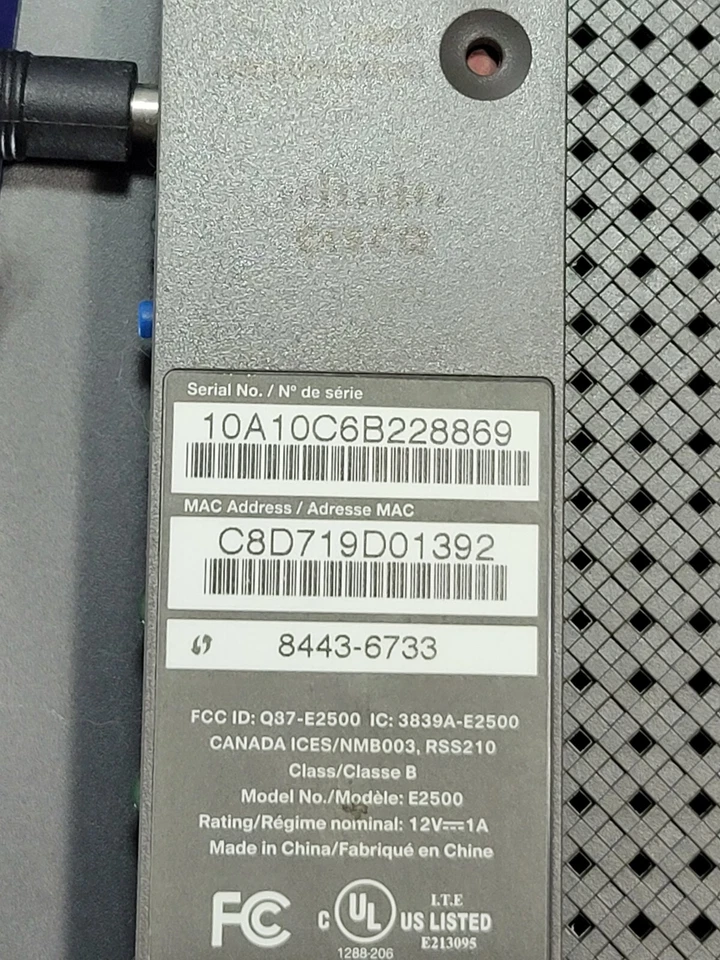 CISCO
Serial No. / Nº de série
10A10C6B228869
MAC Address / Adresse MAC
C8D719D01392
8443-6733
FCC ID: Q87-E2500 IC: 3839A-E2500
CANADA ICES/NMB003, RSS210
Class/Classe B
Model No./Modèle: E2500
Rating/Régime nominal: 12V⎓1A
Made in China/Fabriqué en Chine
FC
C UL US LISTED
I.T.E
E213095
1288-206